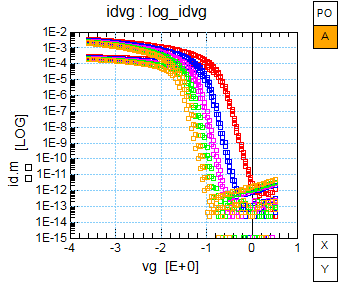 idvg : log_idvg
PO
A
1E-2
1E-3
1E-4
1E-5
1E-6
1E-7
1E-8
1E-9
1E-10
1E-11
1E-12
1E-13
1E-14
1E-15
id.m [LOG]
-4 -3 -2 -1 0 1
vg [E+0]
X
Y